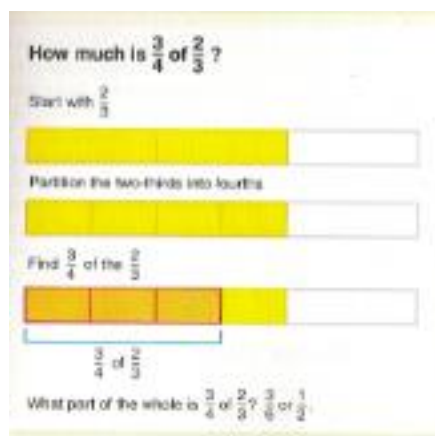 How much is 3/4 of 2/3 ?
Start with 2/3
Partition the two-thirds into fourths
Find 3/4 of the 2/3
3/4 of 2/3
What part of the whole is 3/4 of 2/3? 3/6 or 1/2.